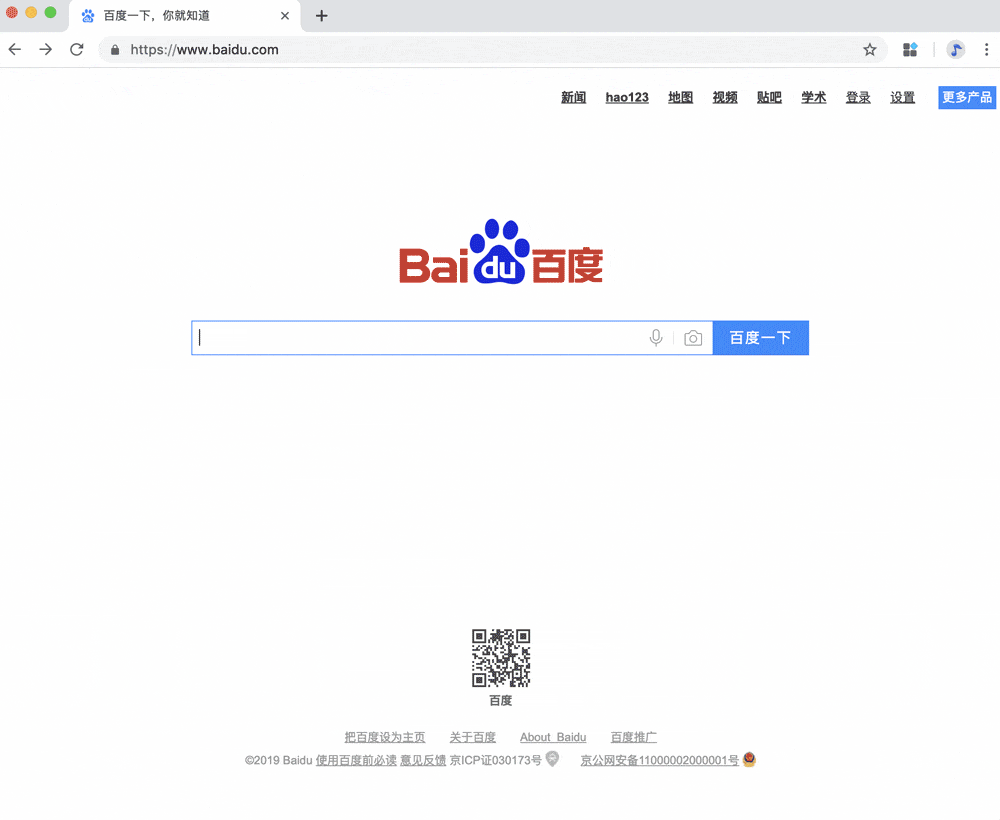 百度一下，你就知道
https://www.baidu.com
新闻 hao123 地图 视频 贴吧 学术 登录 设置 更多产品
Bai du 百度
百度一下
百度
把百度设为主页 关于百度 About Baidu 百度推广
©2019 Baidu 使用百度前必读 意见反馈 京ICP证030173号 京公网安备11000002000001号